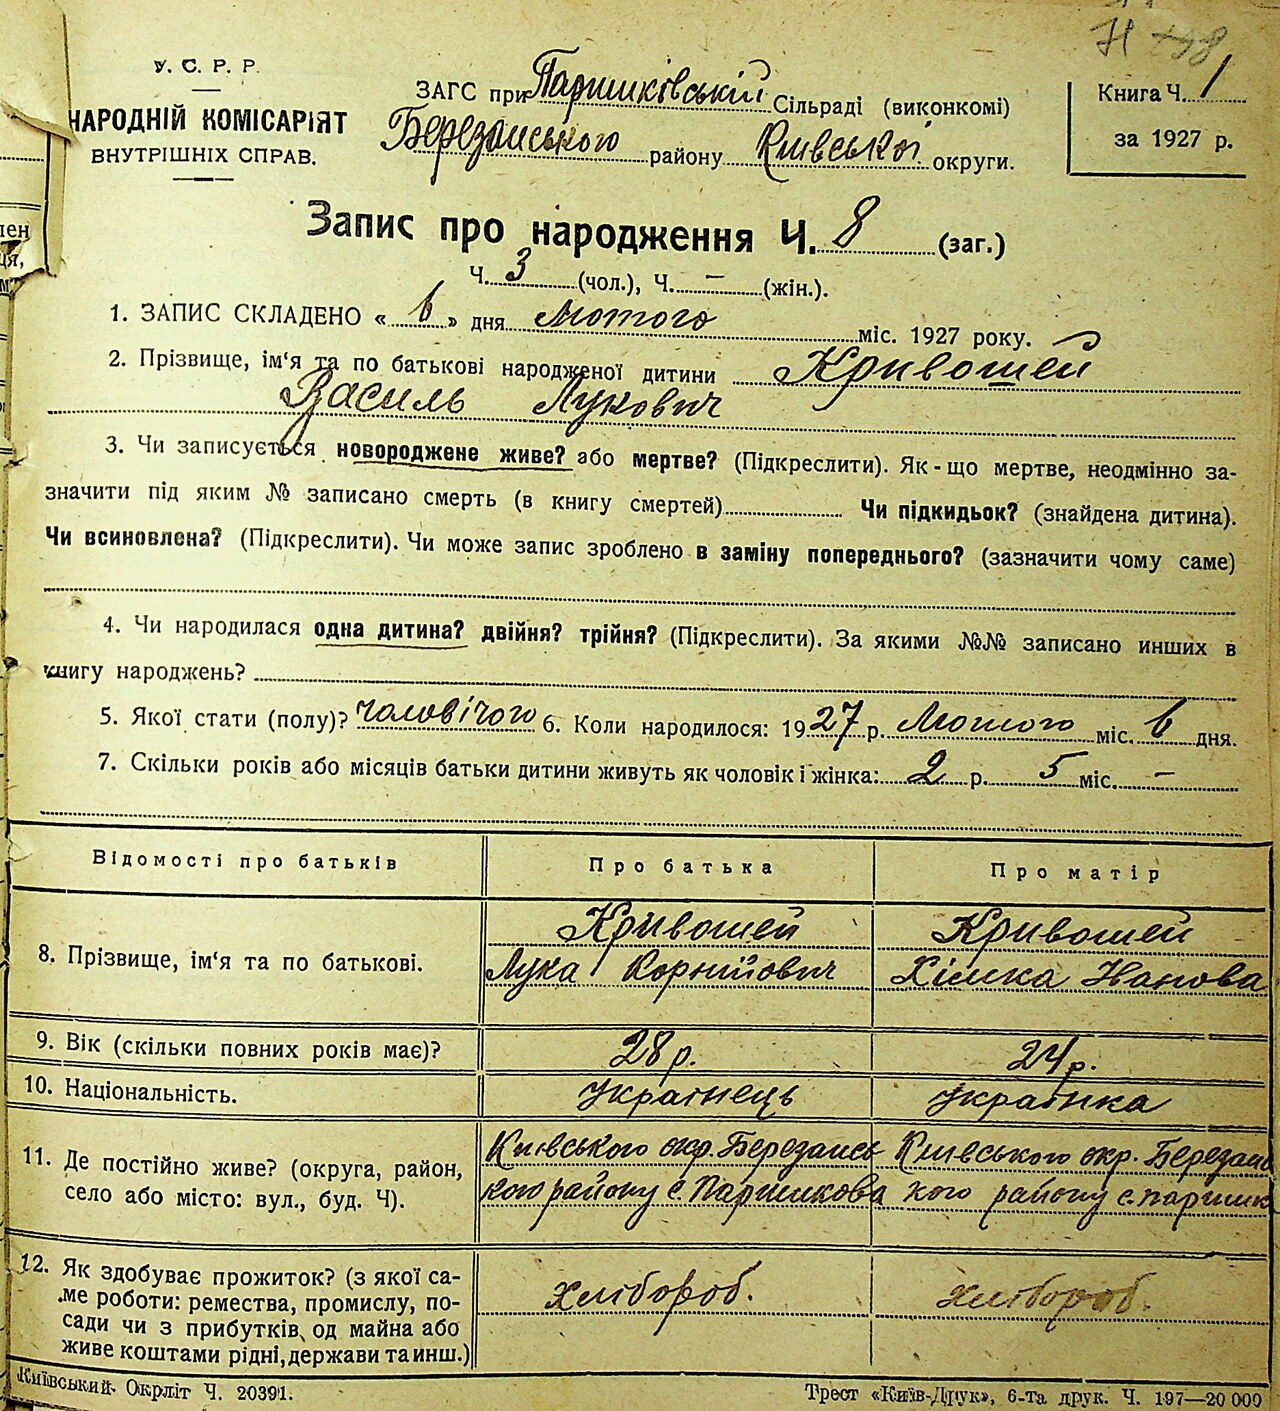 У. С. Р. Р.
НАРОДНІЙ КОМІСАРІЯТ
ВНУТРІШНІХ СПРАВ.
ЗАГС при Паришківській Сільраді (виконкомі)
Березанського району Київської округи.
Книга Ч. 1
за 1927 р.
Запис про народження Ч. 8 (заг.)
Ч. 3 (чол.), Ч. — (жін.).
1. ЗАПИС СКЛАДЕНО « 6 » дня Лютого міс. 1927 року.
2. Прізвище, ім‘я та по батькові народженої дитини Кривошей
Василь Лукович
3. Чи записується новороджене живе? або мертве? (Підкреслити). Як-що мертве, неодмінно за-
значити під яким № записано смерть (в книгу смертей) Чи підкидьок? (знайдена дитина).
Чи всиновлена? (Підкреслити). Чи може запис зроблено в заміну попереднього? (зазначити чому саме)
4. Чи народилася одна дитина? двійня? трійня? (Підкреслити). За якими №№ записано инших в
книгу народжень?
5. Якої стати (полу)? чоловічого 6. Коли народилося: 1927 р. Лютого міс. 6 дня.
7. Скільки років або місяців батьки дитини живуть як чоловік і жінка: 2 р. 5 міс. —
Відомості про батьків Про батька Про матір
8. Прізвище, ім‘я та по батькові.
Кривошей
Лука Корнійович
Кривошей
Хімка Іванова
9. Вік (скільки повних років має)? 28 р. 24 р.
10. Національність. Українець Українка
11. Де постійно живе? (округа, район,
село або місто: вул., буд. Ч).
Київського окр. Березансь
кого району с. Паришкова
Київського окр. Березансь
кого району с. паришк
12. Як здобуває прожиток? (з якої са-
ме роботи: ремества, промислу, по-
сади чи з прибутків, од майна або
живе коштами рідні, держави та инш.)
хлібороб.
хлібороб.
Київський Окрліт Ч. 20391.
Трест «Київ-Друк», 6-та друк. Ч. 197—20 000